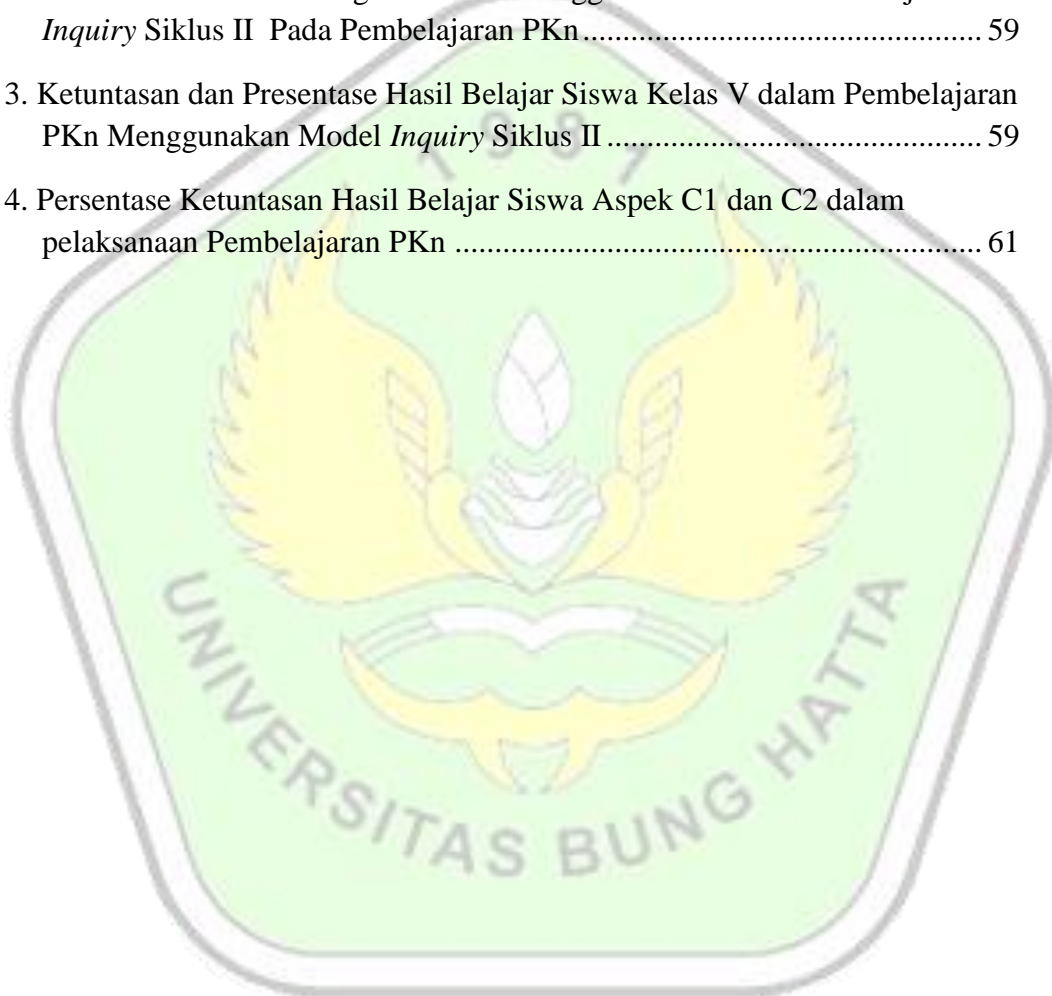 Inquiry Siklus II Pada Pembelajaran PKn................................................. 59
3. Ketuntasan dan Presentase Hasil Belajar Siswa Kelas V dalam Pembelajaran
PKn Menggunakan Model Inquiry Siklus II .............................................. 59
4. Persentase Ketuntasan Hasil Belajar Siswa Aspek C1 dan C2 dalam
pelaksanaan Pembelajaran PKn ................................................................. 61
1981
UNIVERSITAS BUNG HATTA